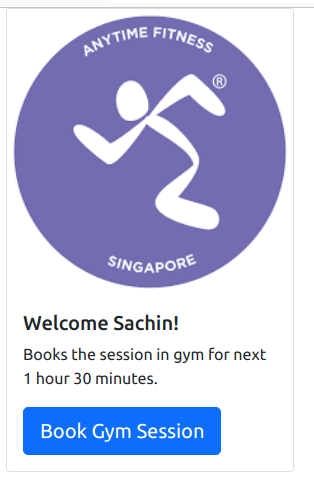 ANYTIME FITNESS
®
SINGAPORE
Welcome Sachin!
Books the session in gym for next
1 hour 30 minutes.
Book Gym Session